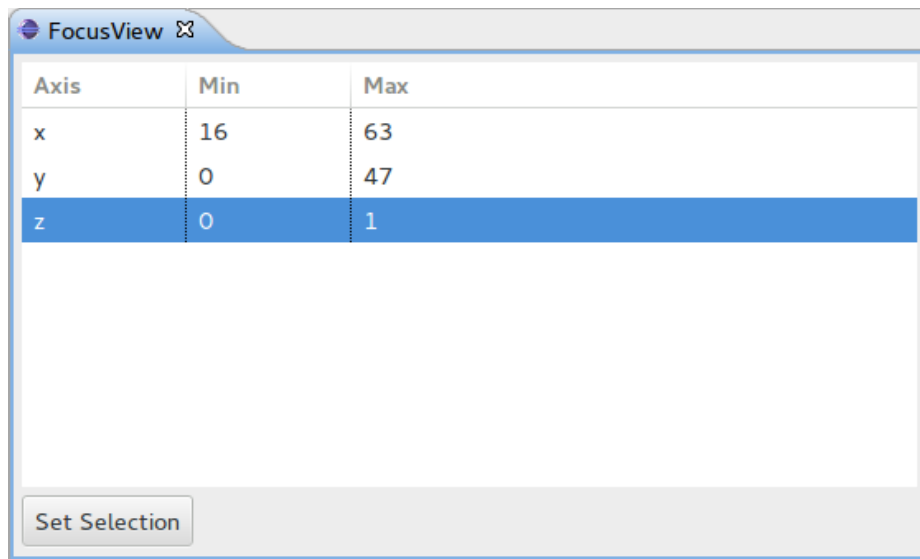 FocusView
Axis Min Max
x 16 63
y 0 47
z 0 1
Set Selection